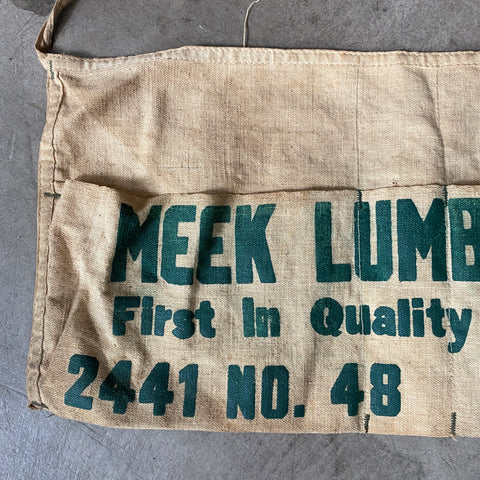 MEEK LUMB
First In Quality
2441 NO. 48